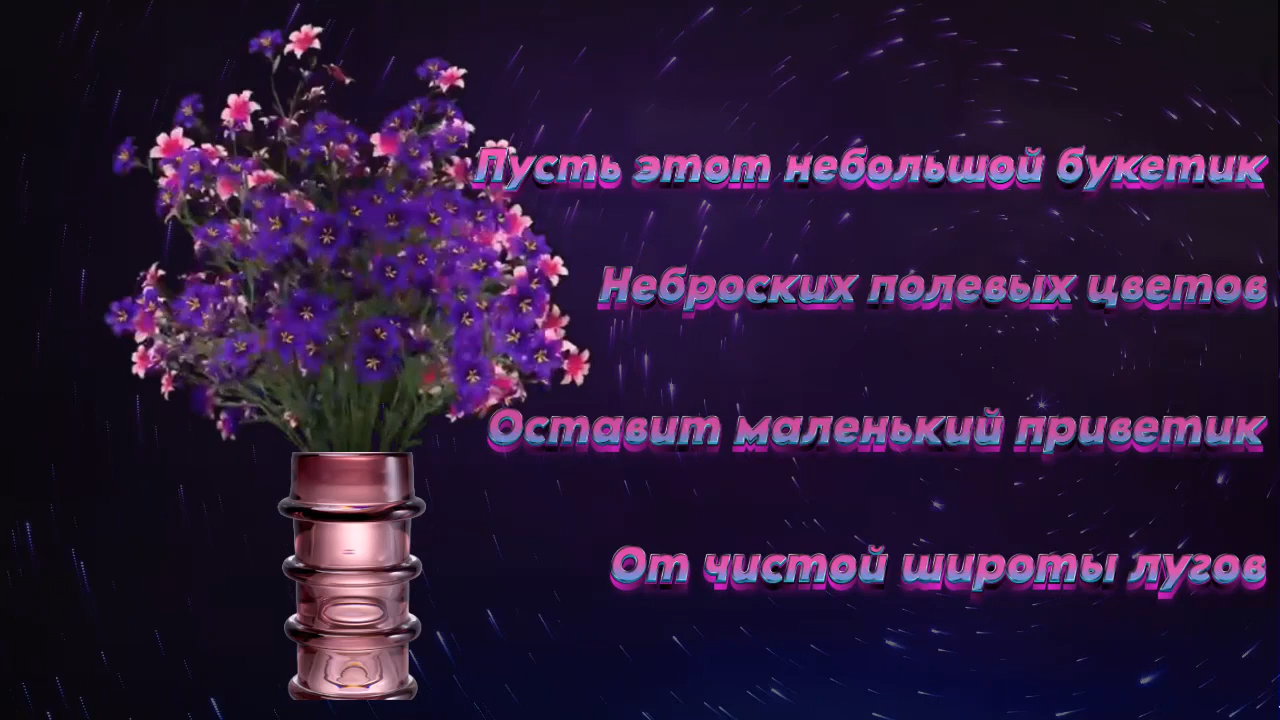 Пусть этот небольшой букетик
Неброских полевых цветов
Оставит маленький приветик
От чистой широты лугов